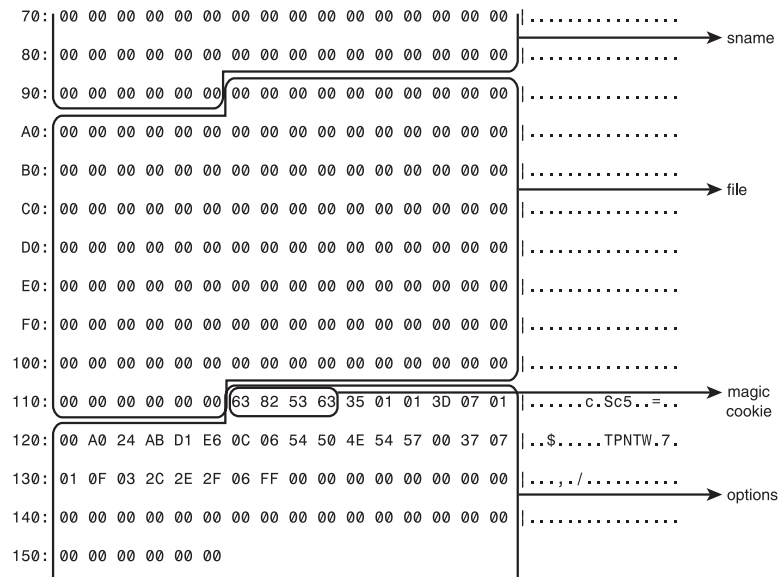 70: 00 00 00 00 00 00 00 00 00 00 00 00 00 00 00 00 |................
sname
80: 00 00 00 00 00 00 00 00 00 00 00 00 00 00 00 00 |................
90: 00 00 00 00 00 00 00 00 00 00 00 00 00 00 00 00 |................
A0: 00 00 00 00 00 00 00 00 00 00 00 00 00 00 00 00 |................
B0: 00 00 00 00 00 00 00 00 00 00 00 00 00 00 00 00 |................
file
C0: 00 00 00 00 00 00 00 00 00 00 00 00 00 00 00 00 |................
D0: 00 00 00 00 00 00 00 00 00 00 00 00 00 00 00 00 |................
E0: 00 00 00 00 00 00 00 00 00 00 00 00 00 00 00 00 |................
F0: 00 00 00 00 00 00 00 00 00 00 00 00 00 00 00 00 |................
100: 00 00 00 00 00 00 00 00 00 00 00 00 00 00 00 00 |................
110: 00 00 00 00 00 00 63 82 53 63 35 01 01 3D 07 01 |......c.Sc5..=..
magic
cookie
120: 00 A0 24 AB D1 E6 0C 06 54 50 4E 54 57 00 37 07 |..$.....TPNTW.7.
130: 01 0F 03 2C 2E 2F 06 FF 00 00 00 00 00 00 00 00 |...,./..........
options
140: 00 00 00 00 00 00 00 00 00 00 00 00 00 00 00 00 |................
150: 00 00 00 00 00 00